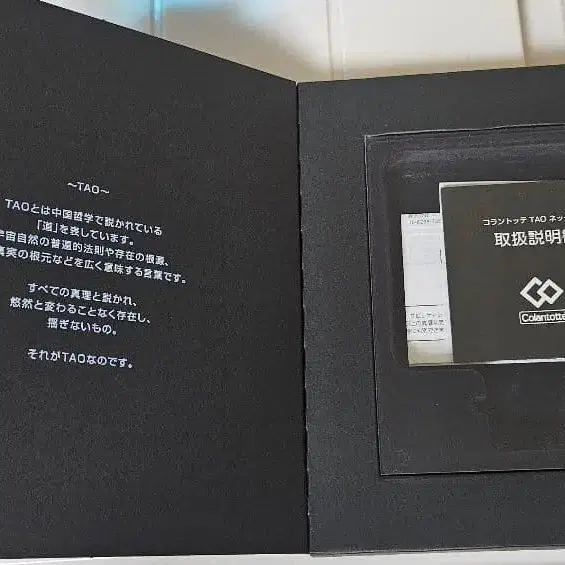 ～TAO～
TAOとは中国哲学で説かれている
「道」を表しています。
宇宙自然の普遍的法則や存在の根源、
真実の根元などを広く意味する言葉です。
すべての真理と説かれ、
悠然と変わることなく存在し、
揺ぎないもの。
それがTAOなのです。
コラントッテ TAO ネッ
取扱説明
Colantotte